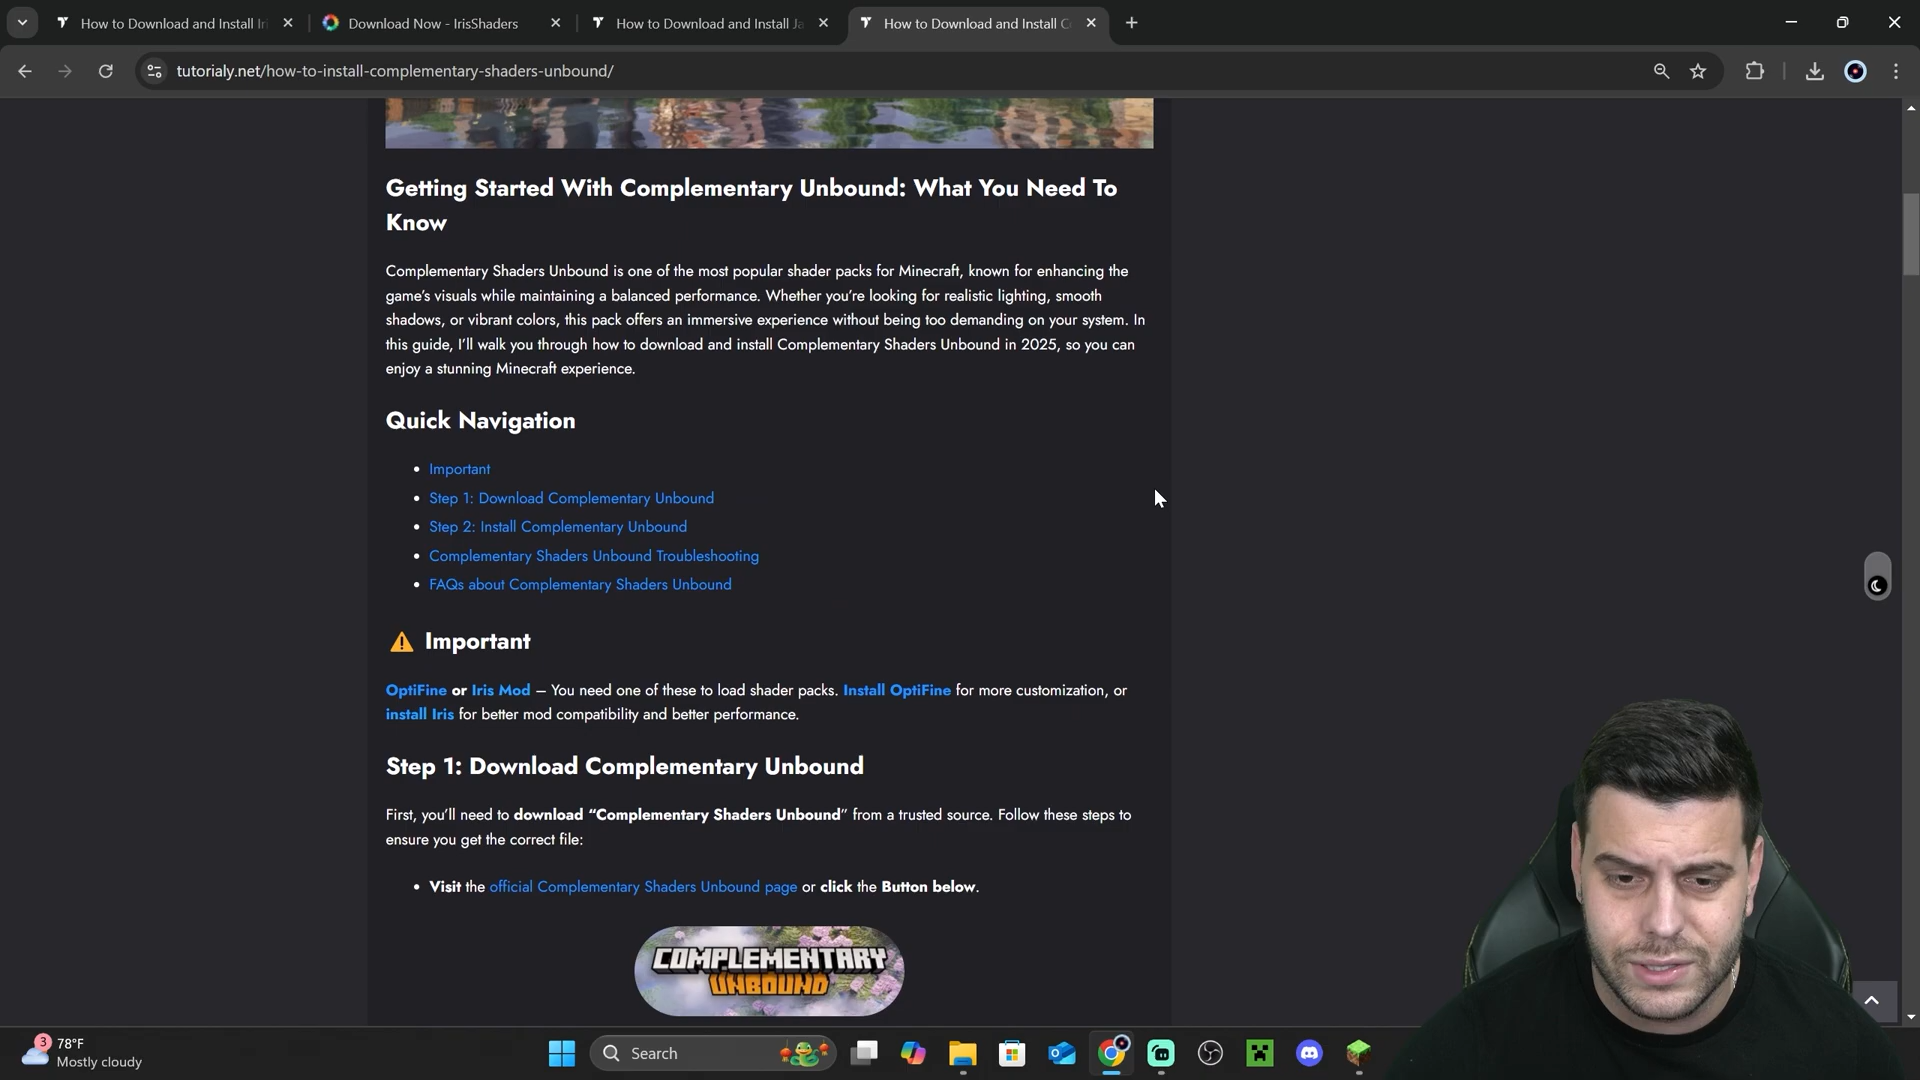 How to Download and Install Iri
Download Now - IrisShaders
How to Download and Install Ja
How to Download and Install C
tutorialy.net/how-to-install-complementary-shaders-unbound/
Getting Started With Complementary Unbound: What You Need To
Know
Complementary Shaders Unbound is one of the most popular shader packs for Minecraft, known for enhancing the
game's visuals while maintaining a balanced performance. Whether you're looking for realistic lighting, smooth
shadows, or vibrant colors, this pack offers an immersive experience without being too demanding on your system. In
this guide, I'll walk you through how to download and install Complementary Shaders Unbound in 2025, so you can
enjoy a stunning Minecraft experience.
Quick Navigation
Important
Step 1: Download Complementary Unbound
Step 2: Install Complementary Unbound
Complementary Shaders Unbound Troubleshooting
FAQs about Complementary Shaders Unbound
Important
OptiFine or Iris Mod – You need one of these to load shader packs. Install OptiFine for more customization, or
install Iris for better mod compatibility and better performance.
Step 1: Download Complementary Unbound
First, you'll need to download “Complementary Shaders Unbound” from a trusted source. Follow these steps to
ensure you get the correct file:
Visit the official Complementary Shaders Unbound page or click the Button below.
COMPLEMENTARY
UNBOUND
3
78°F
Mostly cloudy
Search